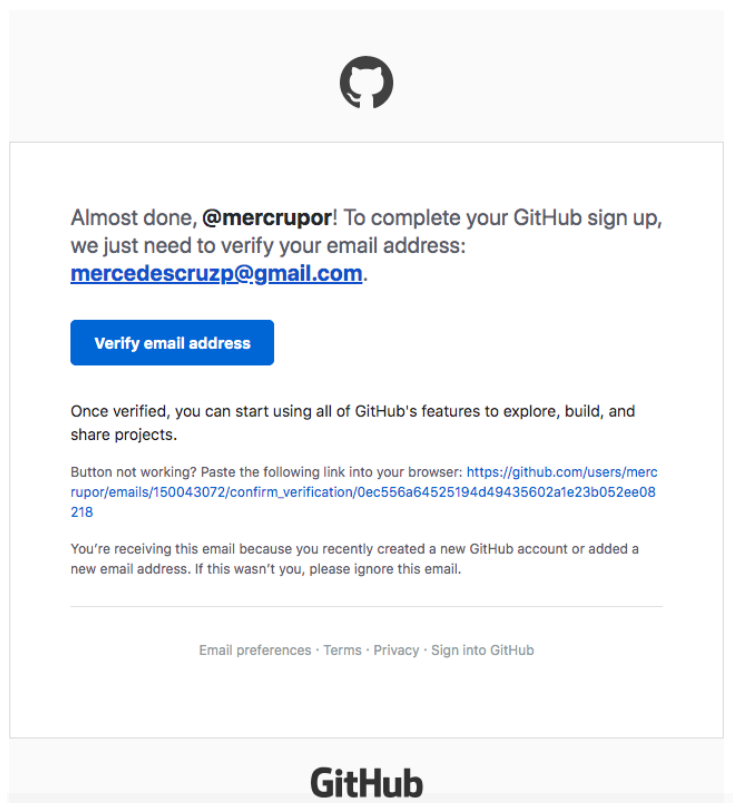 Almost done, @mercrupor! To complete your GitHub sign up,
we just need to verify your email address:
mercedescruzp@gmail.com.
Verify email address
Once verified, you can start using all of GitHub's features to explore, build, and
share projects.
Button not working? Paste the following link into your browser: https://github.com/users/merc
rupor/emails/150043072/confirm_verification/0ec556a64525194d49435602a1e23b052ee08
218
You’re receiving this email because you recently created a new GitHub account or added a
new email address. If this wasn’t you, please ignore this email.
Email preferences · Terms · Privacy · Sign into GitHub
GitHub